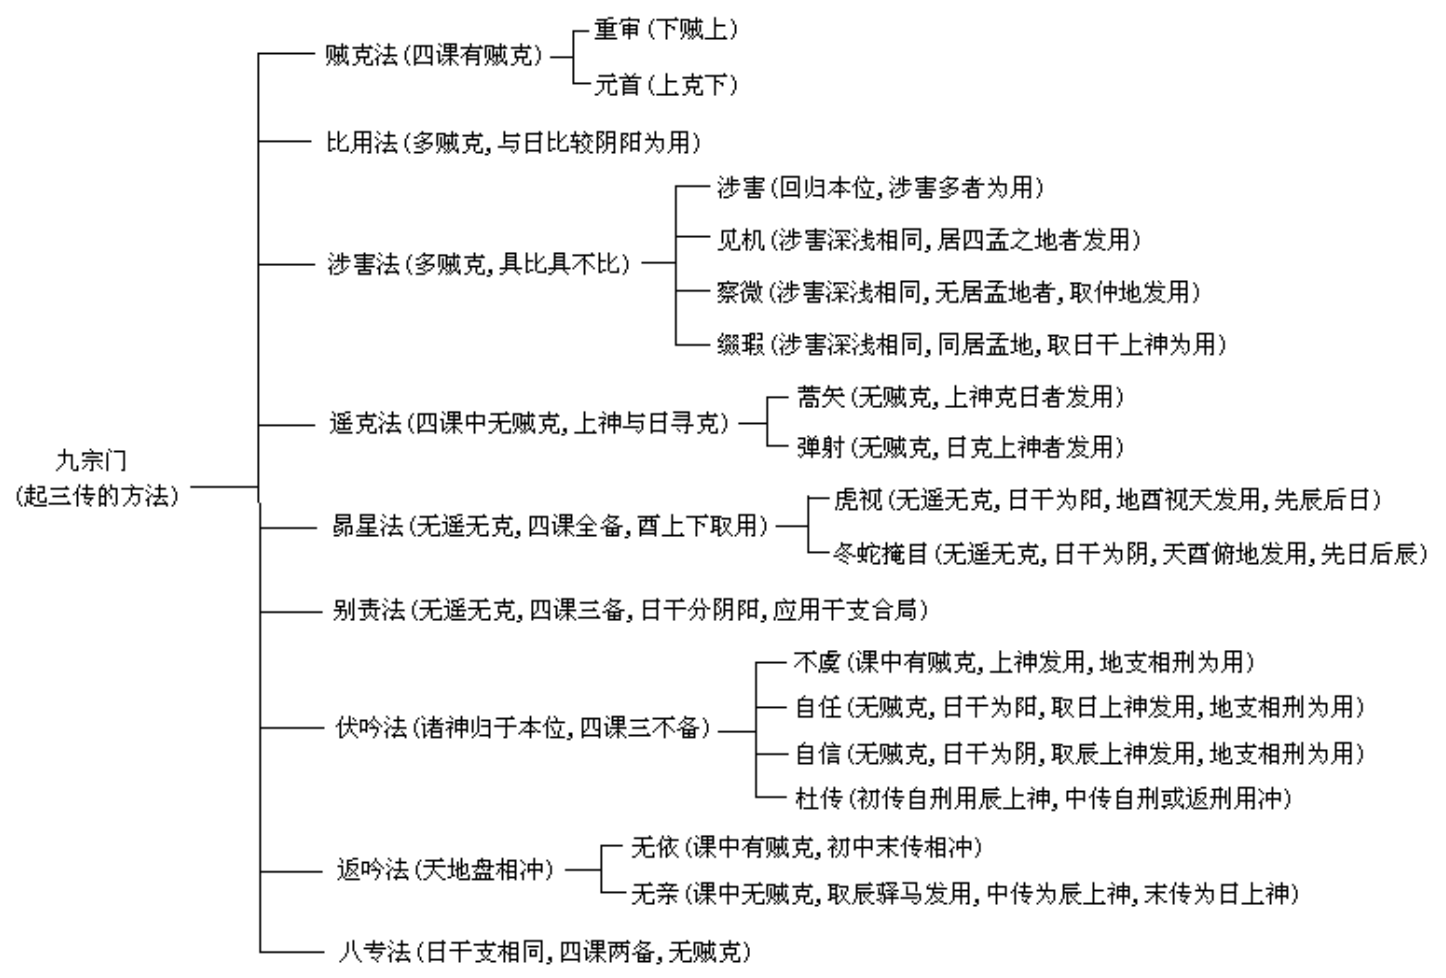 重审(下贼上)
贼克法(四课有贼克)
元首(上克下)
比用法(多贼克,与日比较阴阳为用)
涉害(回归本位,涉害多者为用)
见机(涉害深浅相同,居四孟之地者发用)
涉害法(多贼克,具比具不比)
察微(涉害深浅相同,无居孟地者,取仲地发用)
缀瑕(涉害深浅相同,同居孟地,取日干上神为用)
蒿矢(无贼克,上神克日者发用)
遥克法(四课中无贼克,上神与日寻克)
弹射(无贼克,日克上神者发用)
九宗门
(起三传的方法)
虎视(无遥无克,日干为阳,地酉视天发用,先辰后日)
昴星法(无遥无克,四课全备,酉上下取用)
冬蛇掩目(无遥无克,日干为阴,天酉俯地发用,先日后辰)
别责法(无遥无克,四课三备,日干分阴阳,应用干支合局)
不虞(课中有贼克,上神发用,地支相刑为用)
自任(无贼克,日干为阳,取日上神发用,地支相刑为用)
伏吟法(诸神归于本位,四课三不备)
自信(无贼克,日干为阴,取辰上神发用,地支相刑为用)
杜传(初传自刑用辰上神,中传自刑或返刑用冲)
无依(课中有贼克,初中末传相冲)
返吟法(天地盘相冲)
无亲(课中无贼克,取辰驿马发用,中传为辰上神,末传为日上神)
八专法(日干支相同,四课两备,无贼克)